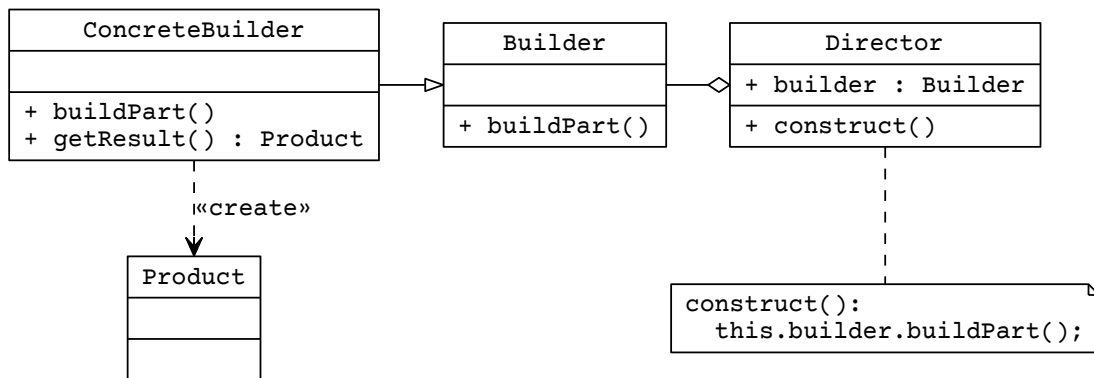 ConcreteBuilder
+ buildPart()
+ getResult() : Product
Builder
+ buildPart()
Director
+ builder : Builder
+ construct()
«create»
Product
construct():
this.builder.buildPart();